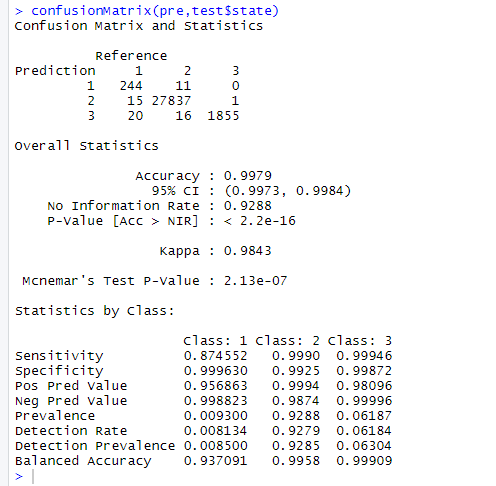 > confusionMatrix(pre,test$state)
Confusion Matrix and Statistics
Reference
Prediction 1 2 3
1 244 11 0
2 15 27837 1
3 20 16 1855
Overall Statistics
Accuracy : 0.9979
95% CI : (0.9973, 0.9984)
No Information Rate : 0.9288
P-Value [Acc > NIR] : < 2.2e-16
Kappa : 0.9843
Mcnemar's Test P-Value : 2.13e-07
Statistics by Class:
Class: 1 Class: 2 Class: 3
Sensitivity 0.874552 0.9990 0.99946
Specificity 0.999630 0.9925 0.99872
Pos Pred Value 0.956863 0.9994 0.98096
Neg Pred Value 0.998823 0.9874 0.99996
Prevalence 0.009300 0.9288 0.06187
Detection Rate 0.008134 0.9279 0.06184
Detection Prevalence 0.008500 0.9285 0.06304
Balanced Accuracy 0.937091 0.9958 0.99909
>